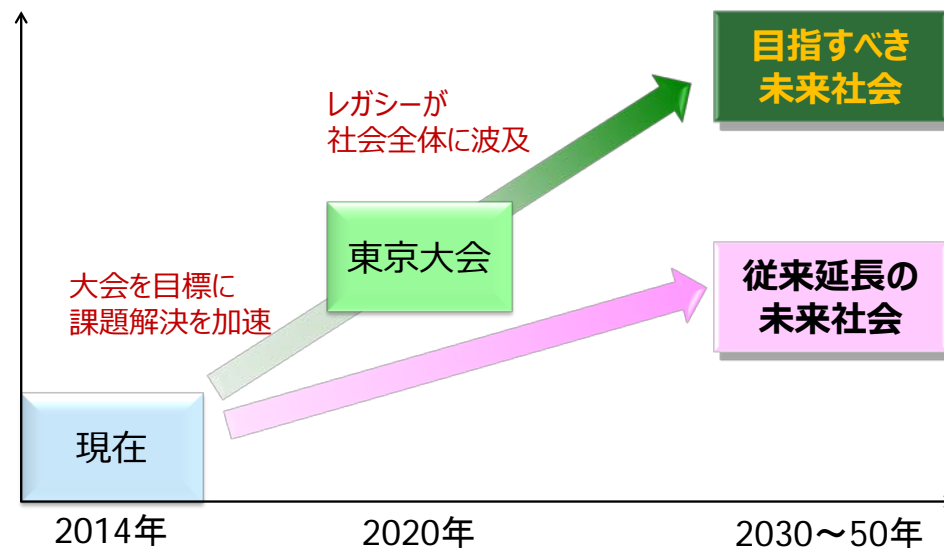 目指すべき
未来社会
レガシーが
社会全体に波及
東京大会
従来延長の
未来社会
大会を目標に
課題解決を加速
現在
2014年
2020年
2030～50年